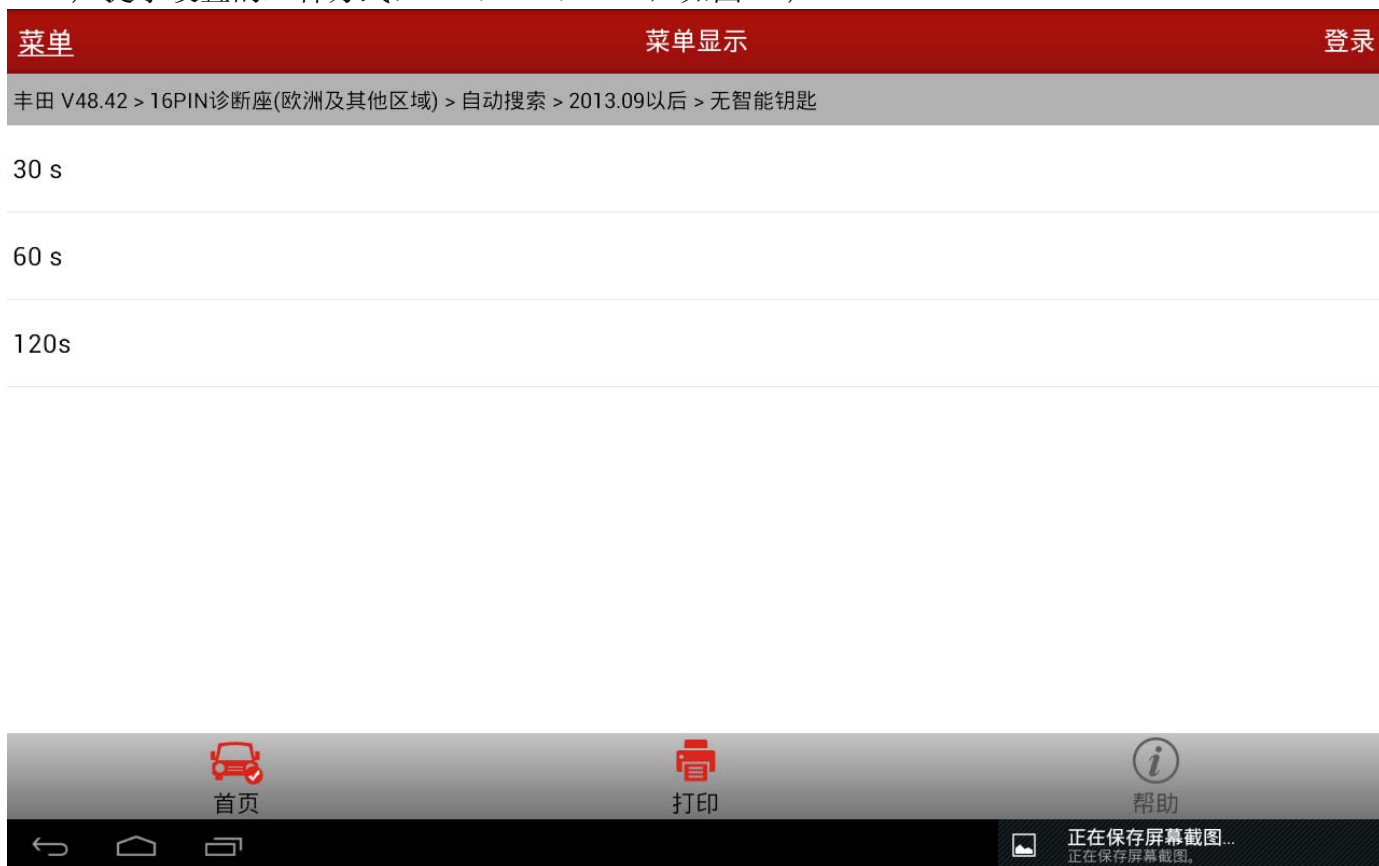 菜单
菜单显示
登录
丰田 V48.42 > 16PIN诊断座(欧洲及其他区域) > 自动搜索 > 2013.09以后 > 无智能钥匙
30 s
60 s
120s
首页
打印
帮助
正在保存屏幕截图...
正在保存屏幕截图。